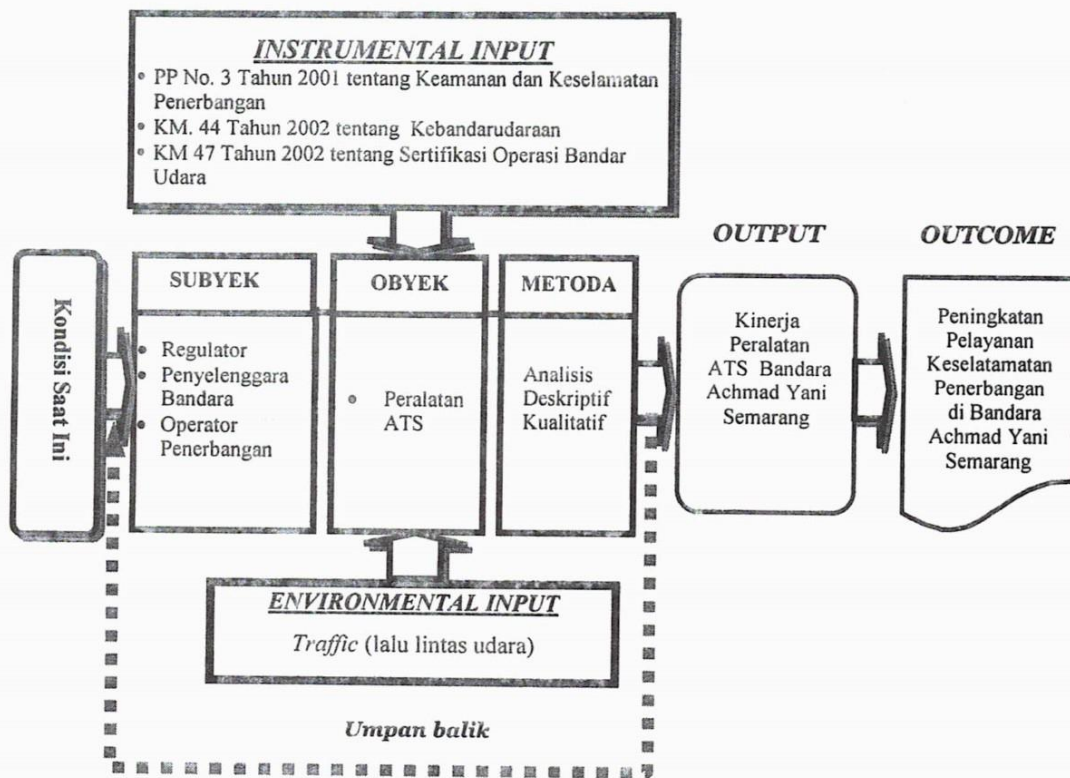 INSTRUMENTAL INPUT
• PP No. 3 Tahun 2001 tentang Keamanan dan Keselamatan
Penerbangan
• KM. 44 Tahun 2002 tentang Kebandarudaraan
• KM 47 Tahun 2002 tentang Sertifikasi Operasi Bandar
Udara
Kondisi Saat Ini
SUBYEK
• Regulator
• Penyelenggara
Bandara
• Operator
Penerbangan
OBYEK
• Peralatan
ATS
METODA
Analisis
Deskriptif
Kualitatif
OUTPUT
Kinerja
Peralatan
ATS Bandara
Achmad Yani
Semarang
OUTCOME
Peningkatan
Pelayanan
Keselatamatan
Penerbangan
di Bandara
Achmad Yani
Semarang
ENVIRONMENTAL INPUT
Traffic (lalu lintas udara)
Umpan balik